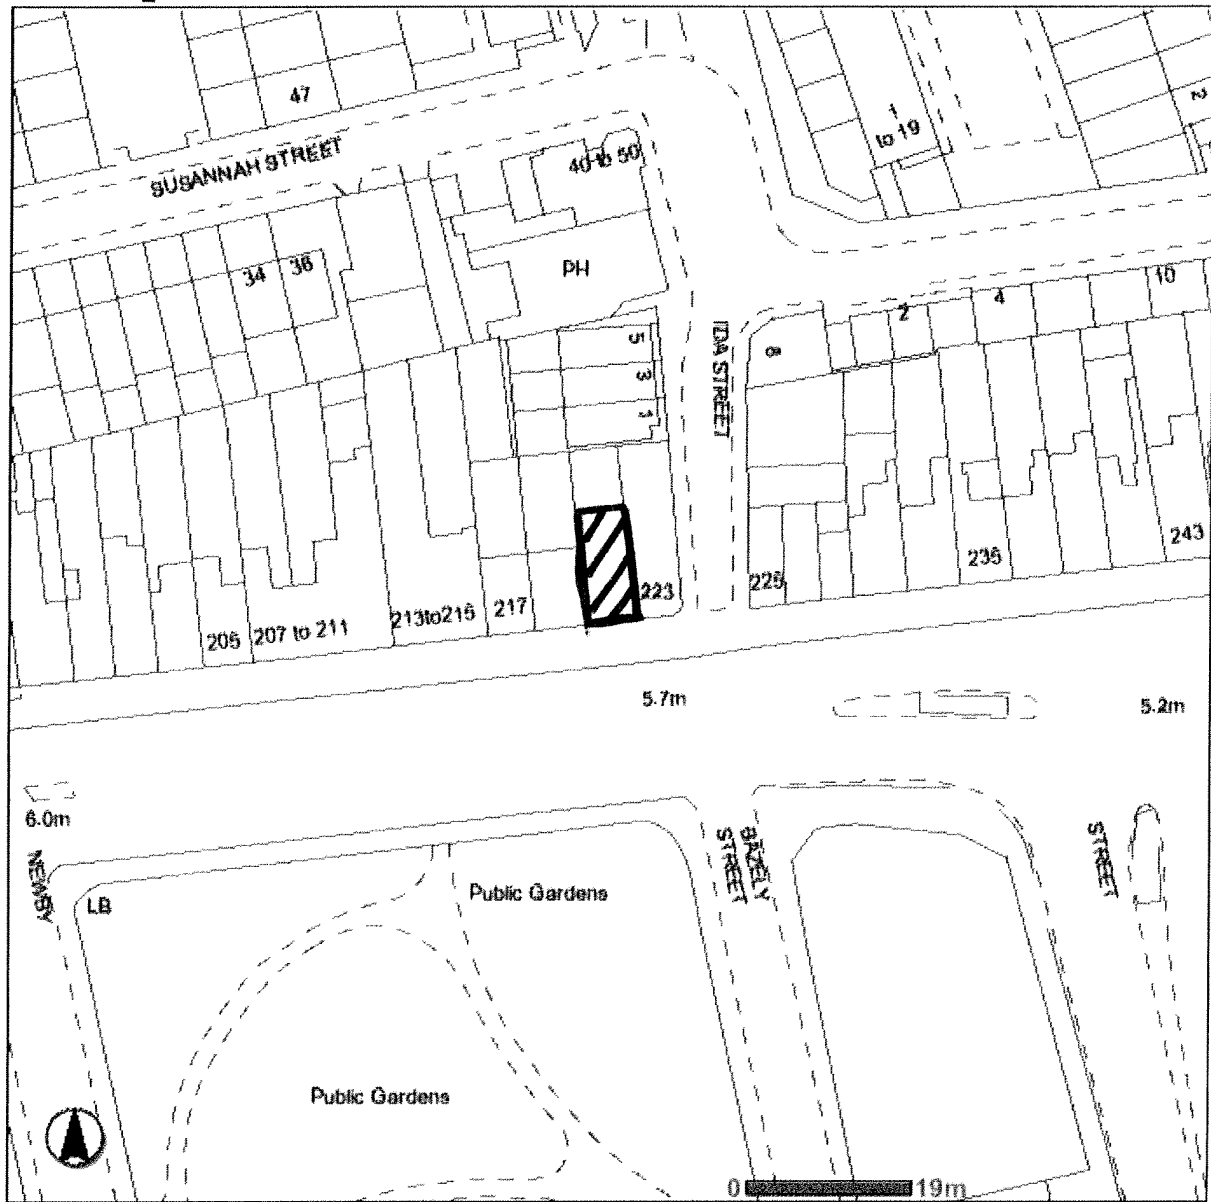 47
SUSANNAH STREET
40 to 50
1
to 19
2
34
36
PH
5
3
1
IDA STREET
8
2
4
10
205
207 to 211
213to215
217
223
225
235
243
5.7m
5.2m
6.0m
NEWBY
LB
Public Gardens
BAZELY
STREET
STREET
Public Gardens
0
19m